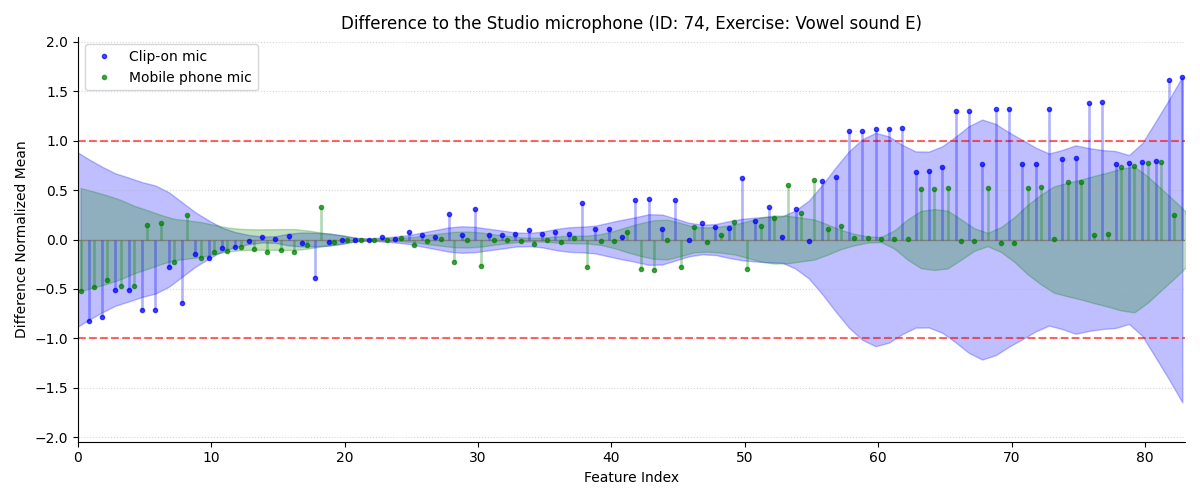 Difference to the Studio microphone (ID: 74, Exercise: Vowel sound E)
Clip-on mic
Mobile phone mic
Difference Normalized Mean
2.0
1.5
1.0
0.5
0.0
−0.5
−1.0
−1.5
−2.0
0 10 20 30 40 50 60 70 80
Feature Index